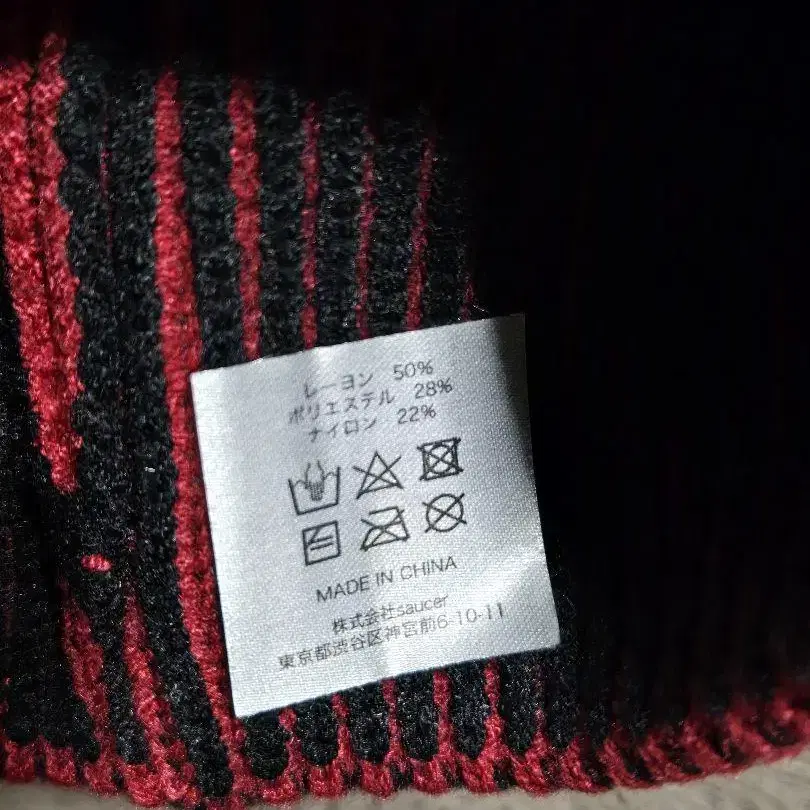 レーヨン 50%
ポリエステル 28%
ナイロン 22%
MADE IN CHINA
株式会社saucer
東京都渋谷区神宮前6-10-11